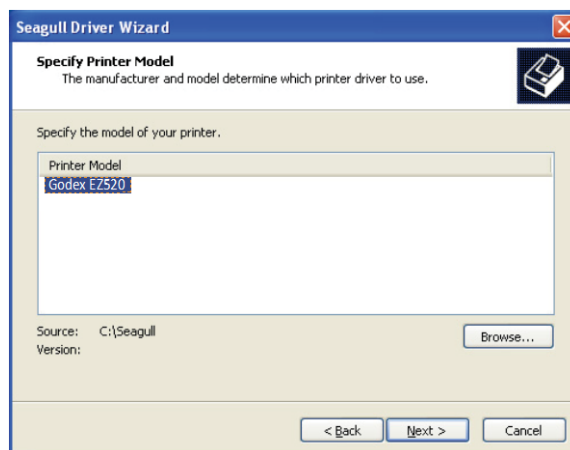 Seagull Driver Wizard
Specify Printer Model
The manufacturer and model determine which printer driver to use.
Specify the model of your printer.
Printer Model
Godex EZ520
Source: C:\Seagull
Browse...
Version:
< Back Next > Cancel